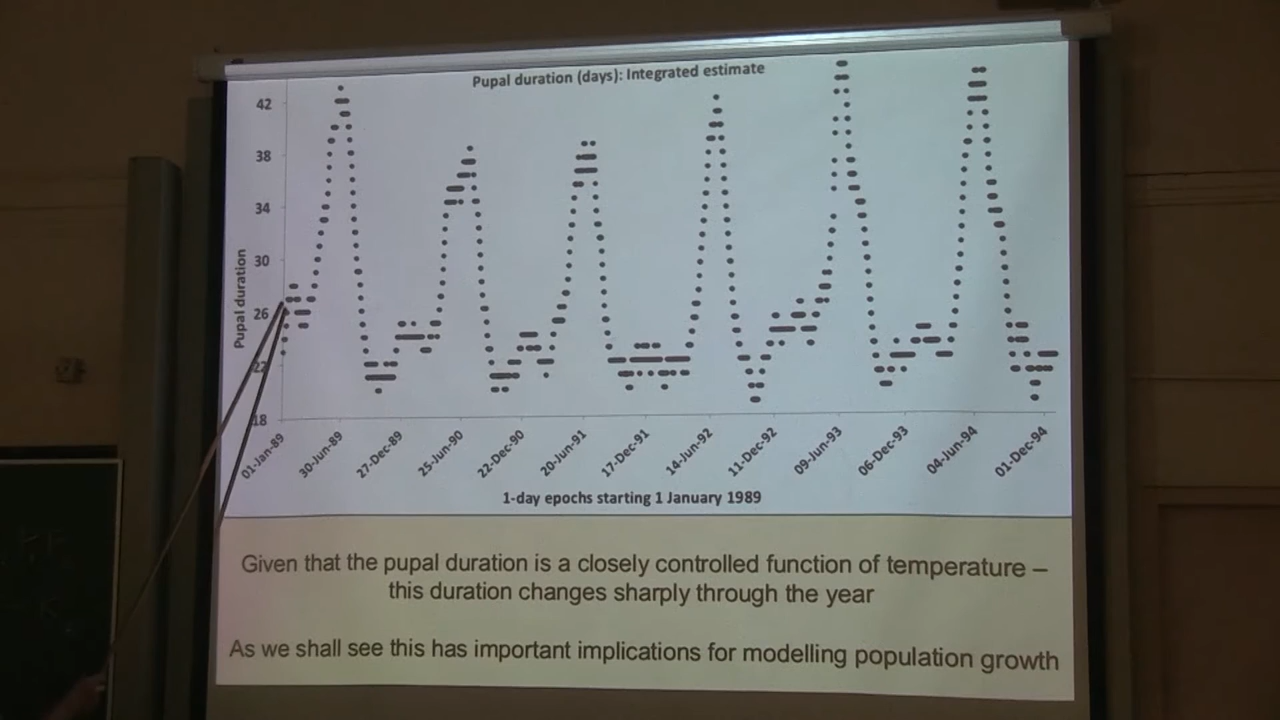 Pupal duration (days): Integrated estimate
42
38
34
30
26
22
18
Pupal duration
01-Jan-89
30-Jun-89
27-Dec-89
25-Jun-90
22-Dec-90
20-Jun-91
17-Dec-91
14-Jun-92
11-Dec-92
09-Jun-93
06-Dec-93
04-Jun-94
01-Dec-94
1-day epochs starting 1 January 1989
Given that the pupal duration is a closely controlled function of temperature –
this duration changes sharply through the year
As we shall see this has important implications for modelling population growth